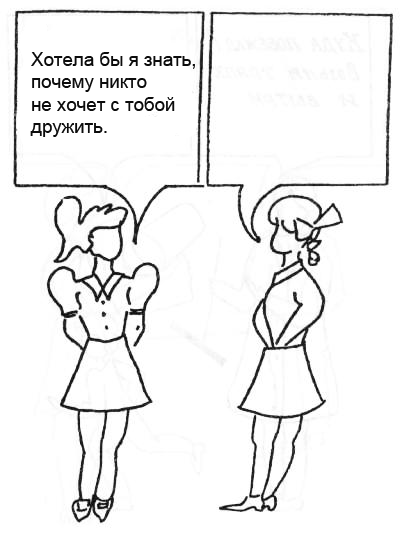 Хотела бы я знать,
почему никто
не хочет с тобой
дружить.